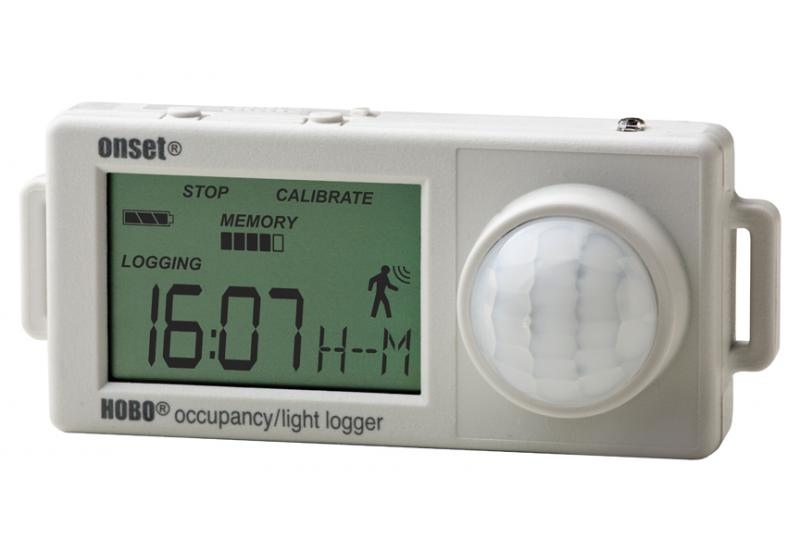 onset®
STOP CALIBRATE
MEMORY
LOGGING
16:07 H--M
HOBO® occupancy/light logger